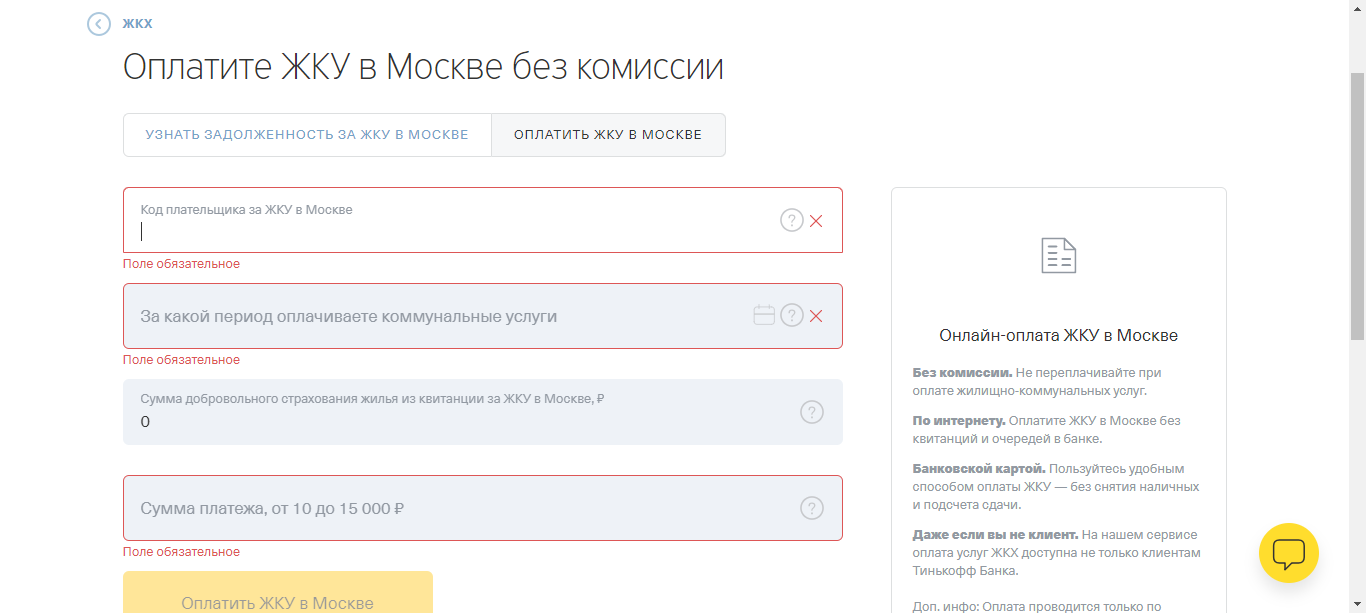 ЖКХ
Оплатите ЖКУ в Москве без комиссии
УЗНАТЬ ЗАДОЛЖЕННОСТЬ ЗА ЖКУ В МОСКВЕ
ОПЛАТИТЬ ЖКУ В МОСКВЕ
Код плательщика за ЖКУ в Москве
Поле обязательное
За какой период оплачиваете коммунальные услуги
Поле обязательное
Сумма добровольного страхования жилья из квитанции за ЖКУ в Москве, ₽
0
Сумма платежа, от 10 до 15 000 ₽
Поле обязательное
Оплатить ЖКУ в Москве
Онлайн-оплата ЖКУ в Москве
Без комиссии. Не переплачивайте при
оплате жилищно-коммунальных услуг.
По интернету. Оплатите ЖКУ в Москве без
квитанций и очередей в банке.
Банковской картой. Пользуйтесь удобным
способом оплаты ЖКУ — без снятия наличных
и подсчета сдачи.
Даже если вы не клиент. На нашем сервисе
оплата услуг ЖКХ доступна не только клиентам
Тинькофф Банка.
Доп. инфо: Оплата проводится только по